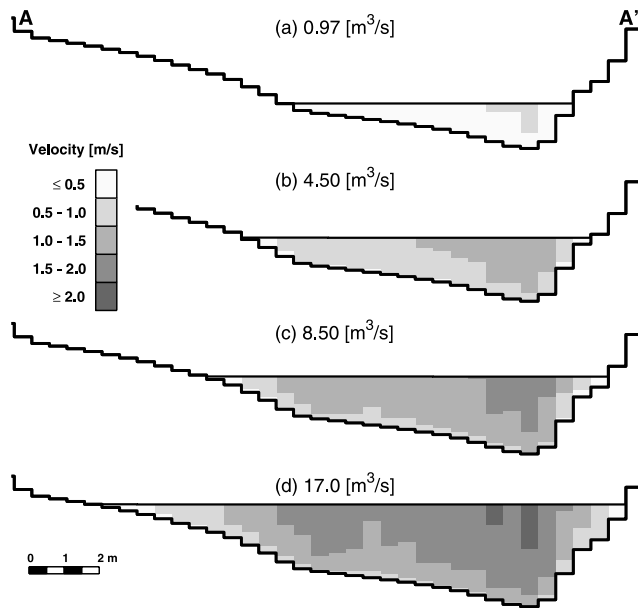 A
A'
(a) 0.97 [m³/s]
Velocity [m/s]
≤ 0.5
0.5 - 1.0
1.0 - 1.5
1.5 - 2.0
≥ 2.0
(b) 4.50 [m³/s]
(c) 8.50 [m³/s]
(d) 17.0 [m³/s]
0 1 2 m